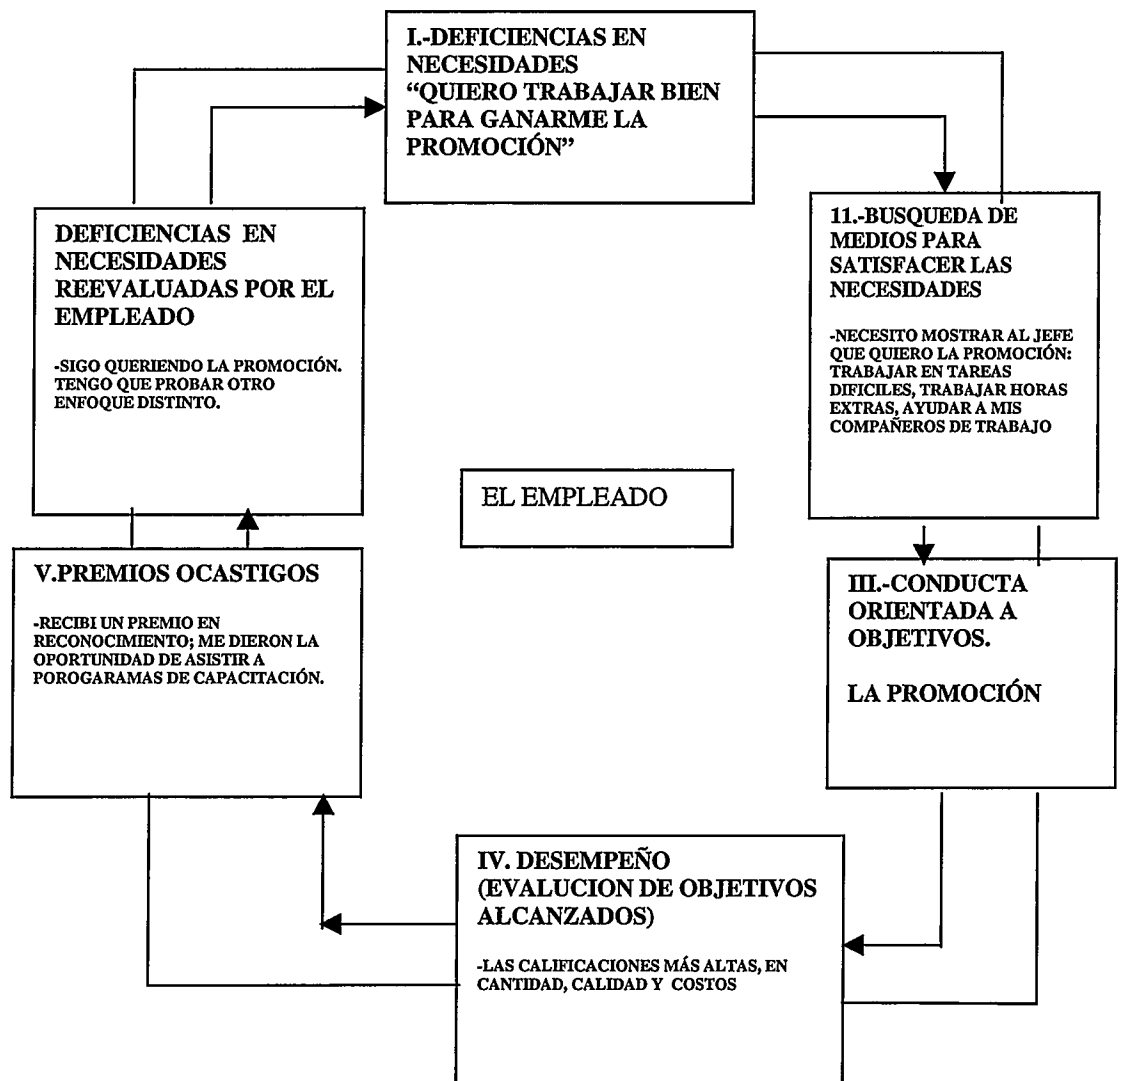 I.-DEFICIENCIAS EN
NECESIDADES
“QUIERO TRABAJAR BIEN
PARA GANARME LA
PROMOCIÓN”
11.-BUSQUEDA DE
MEDIOS PARA
SATISFACER LAS
NECESIDADES
-NECESITO MOSTRAR AL JEFE
QUE QUIERO LA PROMOCIÓN:
TRABAJAR EN TAREAS
DIFICILES, TRABAJAR HORAS
EXTRAS, AYUDAR A MIS
COMPAÑEROS DE TRABAJO
III.-CONDUCTA
ORIENTADA A
OBJETIVOS.
LA PROMOCIÓN
IV. DESEMPEÑO
(EVALUCION DE OBJETIVOS
ALCANZADOS)
-LAS CALIFICACIONES MÁS ALTAS, EN
CANTIDAD, CALIDAD Y COSTOS
V.PREMIOS OCASTIGOS
-RECIBI UN PREMIO EN
RECONOCIMIENTO; ME DIERON LA
OPORTUNIDAD DE ASISTIR A
POROGARAMAS DE CAPACITACIÓN.
DEFICIENCIAS EN
NECESIDADES
REEVALUADAS POR EL
EMPLEADO
-SIGO QUERIENDO LA PROMOCIÓN.
TENGO QUE PROBAR OTRO
ENFOQUE DISTINTO.
EL EMPLEADO